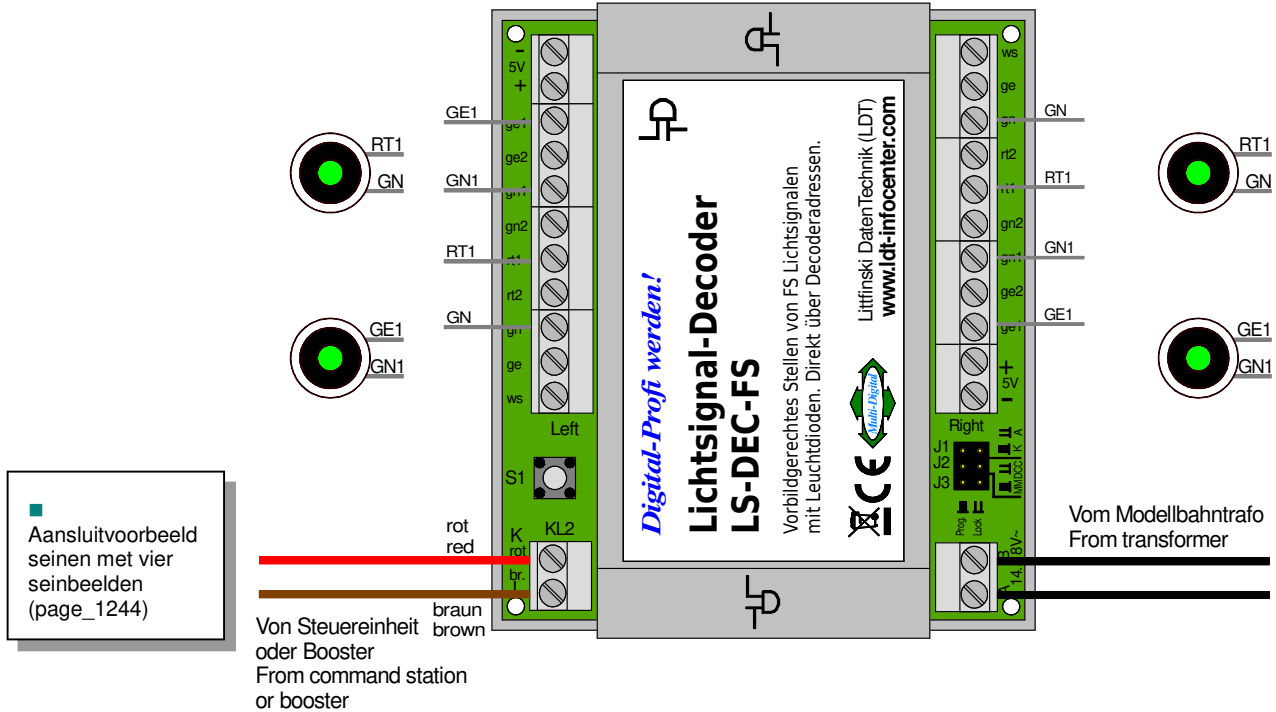 RT1
GN
GE1
GN1
GE1
GN1
RT1
GN
-
5V
+
ge1
ge2
gn1
gn2
rt1
rt2
gn
ge
ws
Left
S1
K
KL2
rot
br.
Digital-Profi werden!
Lichtsignal-Decoder
LS-DEC-FS
Vorbildgerechtes Stellen von FS Lichtsignalen
mit Leuchtdioden. Direkt über Decoderadressen.
Littfinski DatenTechnik (LDT)
www.ldt-infocenter.com
Multi-Digital
CE
ws
ge
gn
rt2
rt1
gn2
gn1
ge2
ge1
+
5V
-
Right
J1
J2
J3
K A
MM DCC
Prog.
Lock
GN
RT1
GN1
GE1
RT1
GN
GE1
GN1
Aansluitvoorbeeld
seinen met vier
seinbeelden
(page_1244)
rot
red
braun
brown
Von Steuereinheit
oder Booster
From command station
or booster
Vom Modellbahntrafo
From transformer